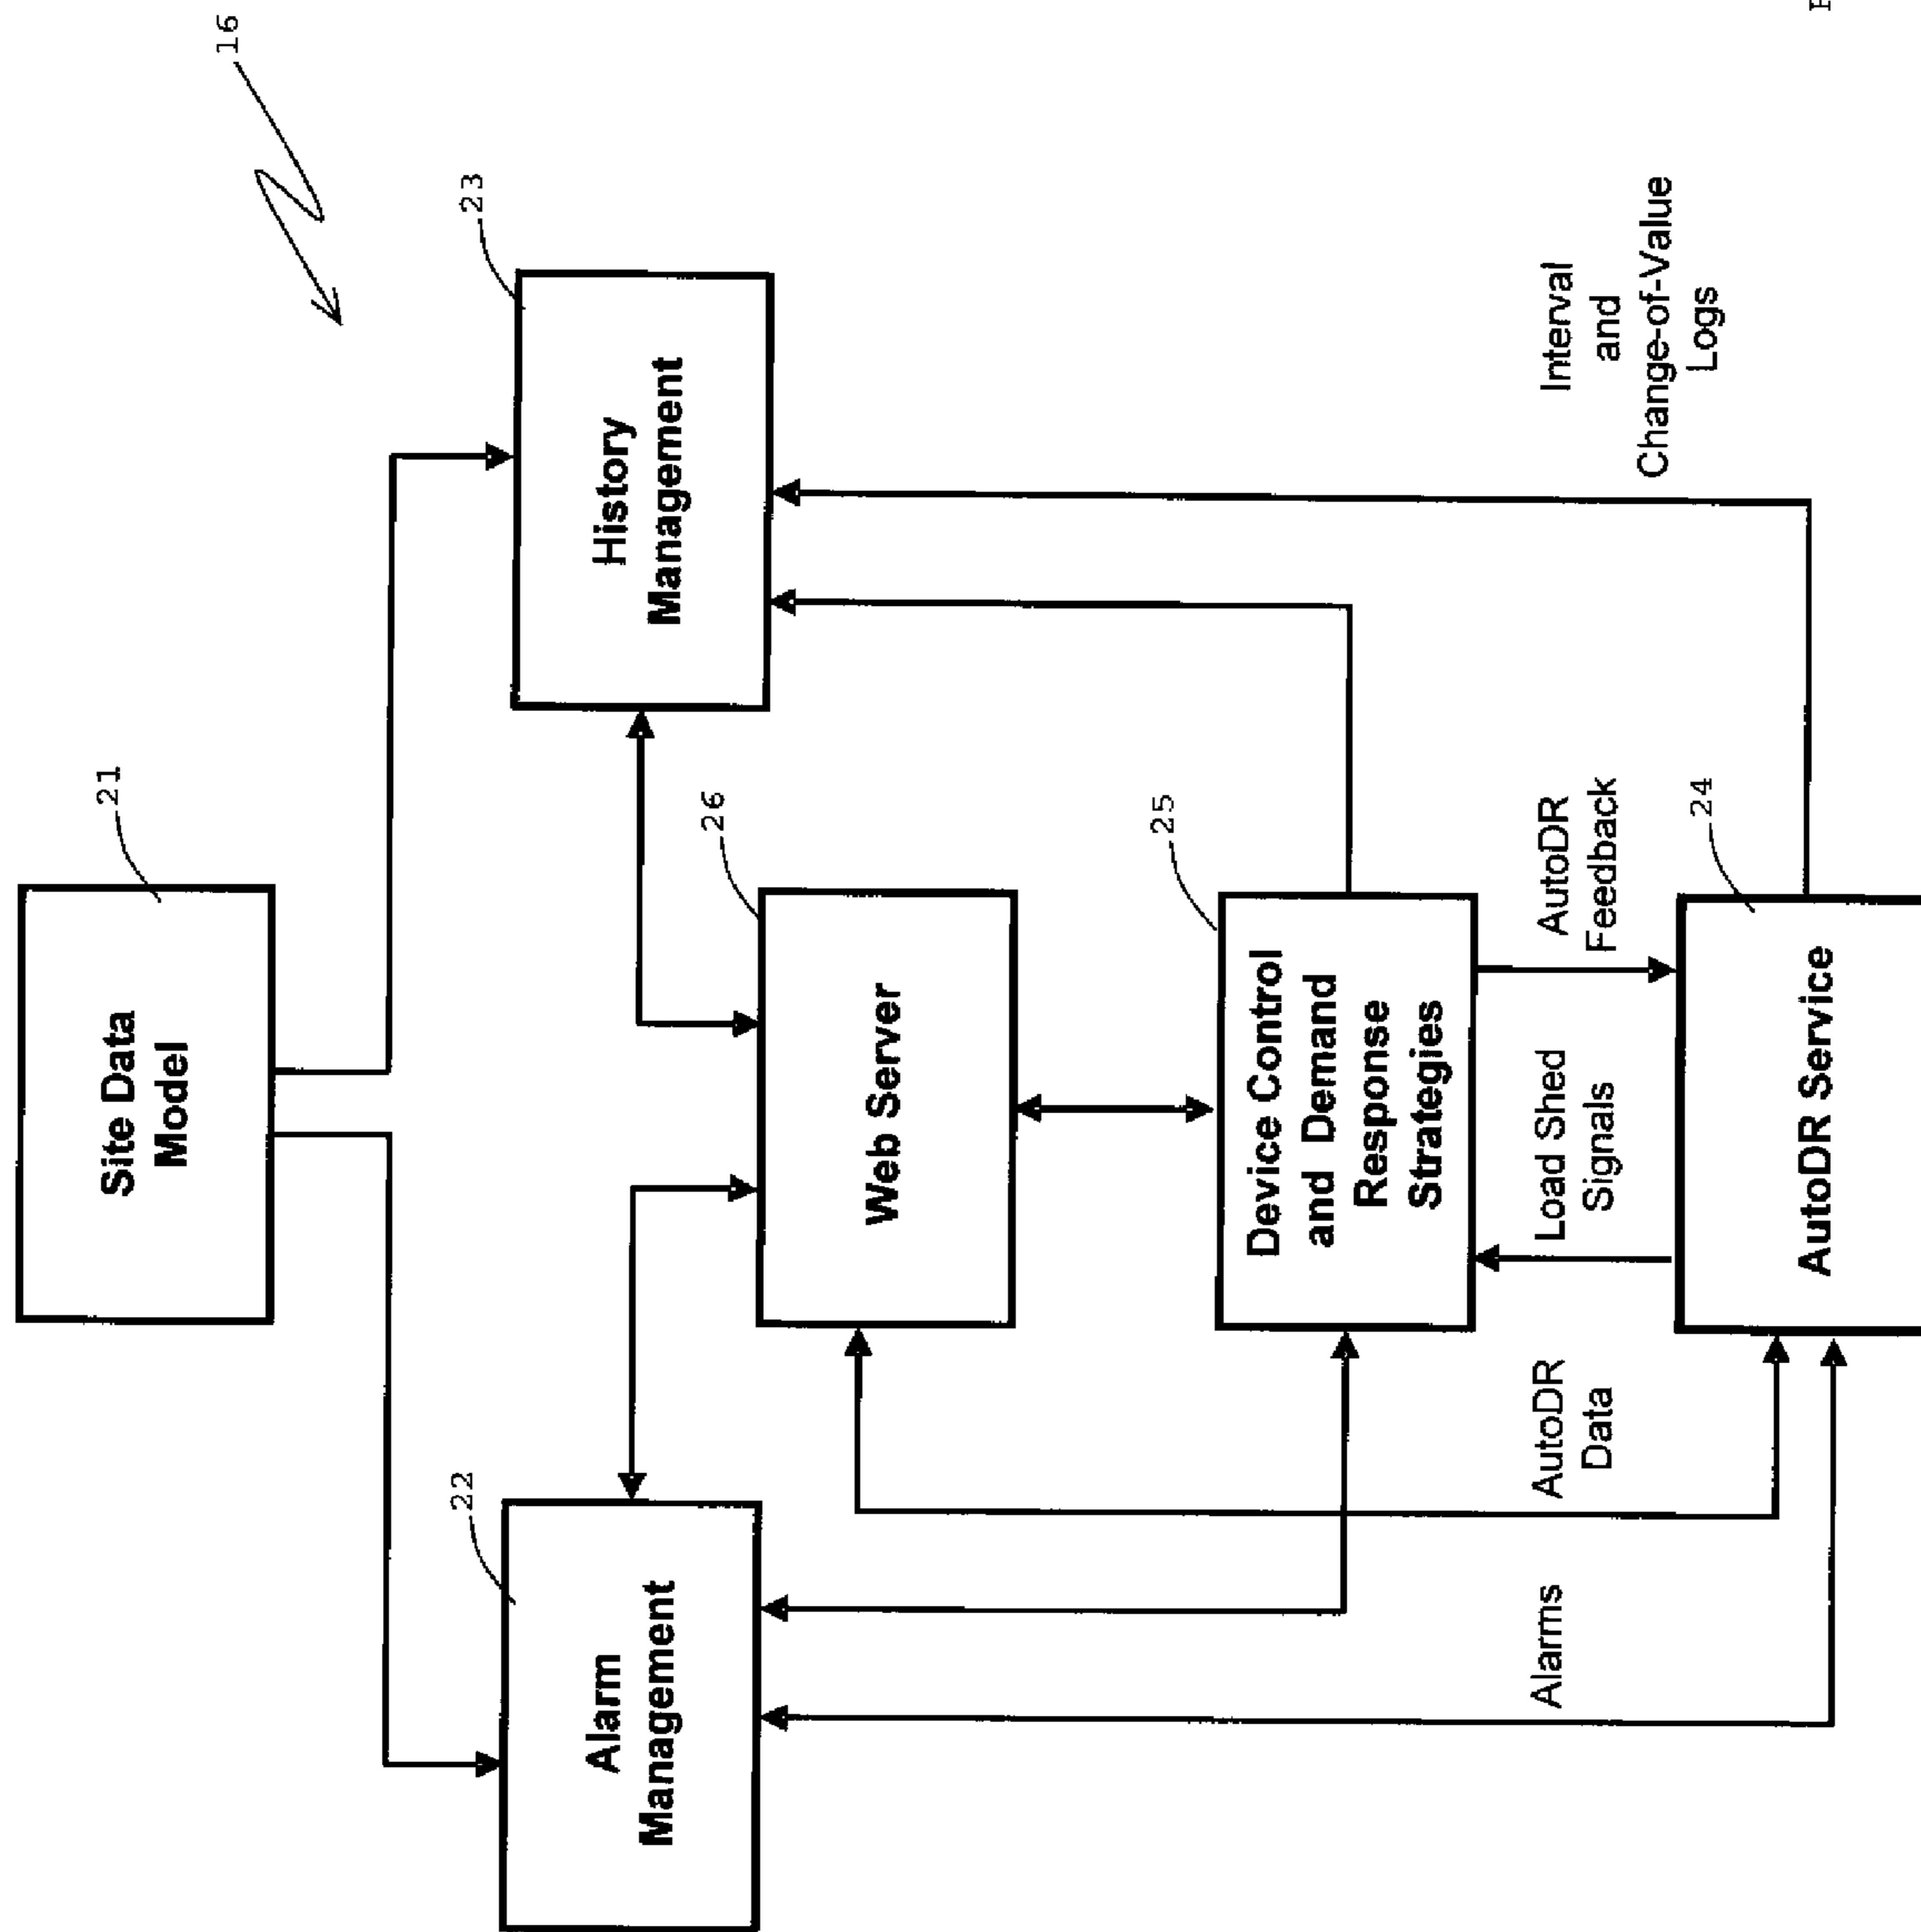 16
21
Site Data
Model
22
Alarm
Management
23
History
Management
26
Web Server
25
Device Control
and Demand
Response
Strategies
Alarms
AutoDR
Data
Load Shed
Signals
AutoDR
Feedback
Interval
and
Change-of-Value
Logs
24
AutoDR Service